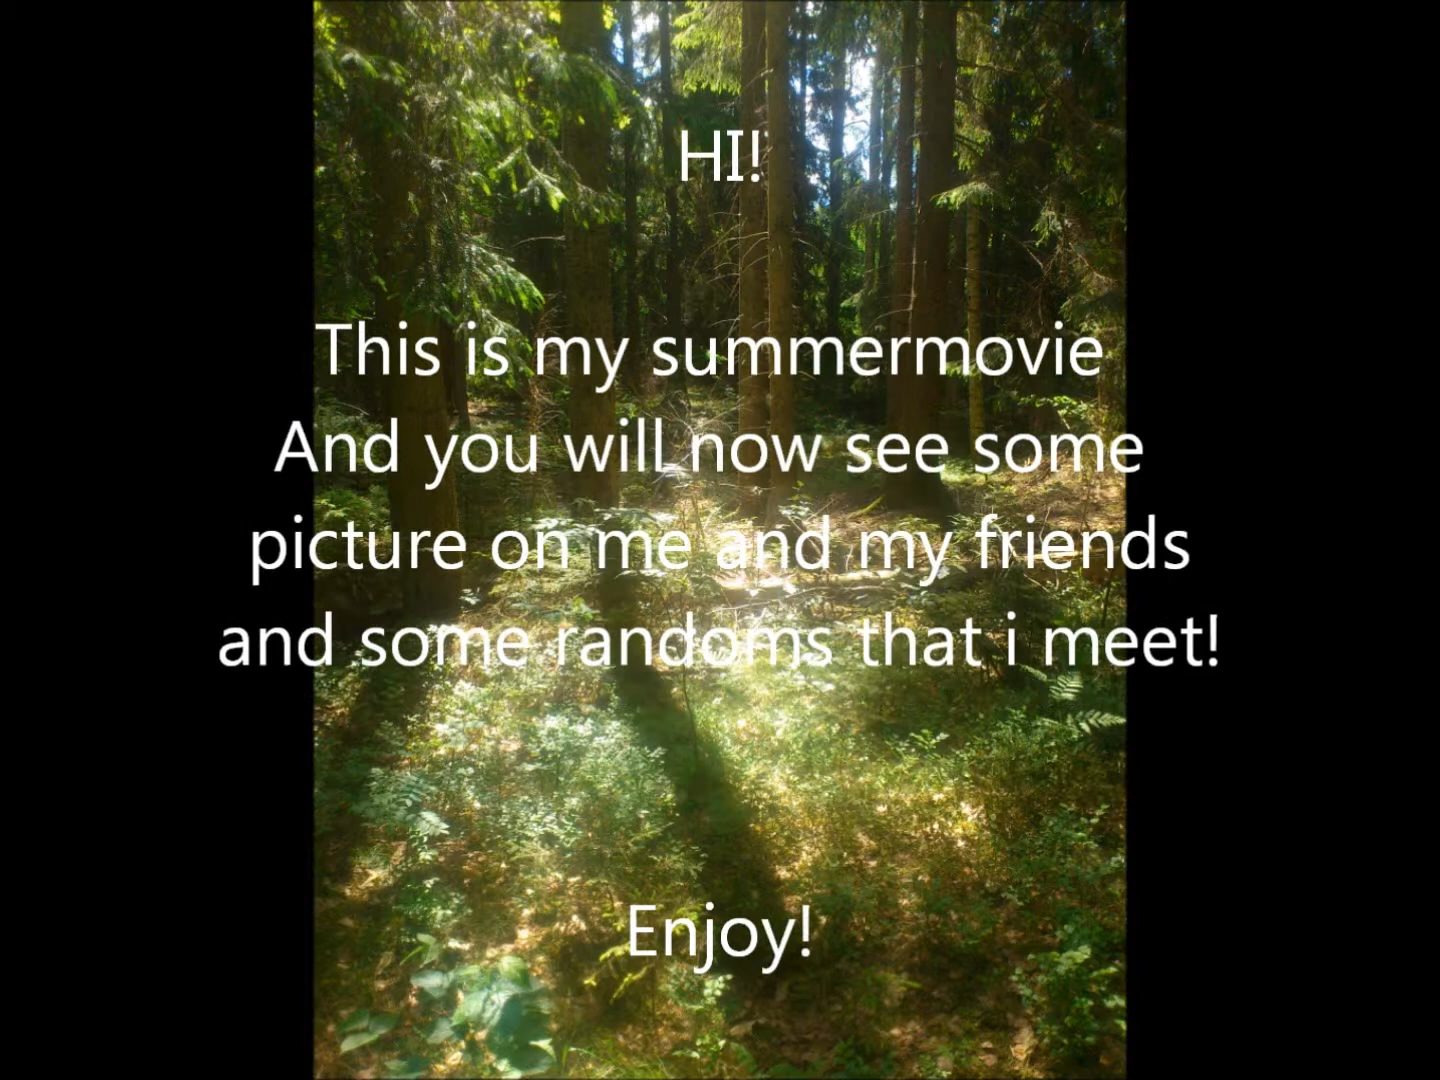 HI!
This is my summermovie
And you will now see some
picture on me and my friends
and some randoms that i meet!
Enjoy!